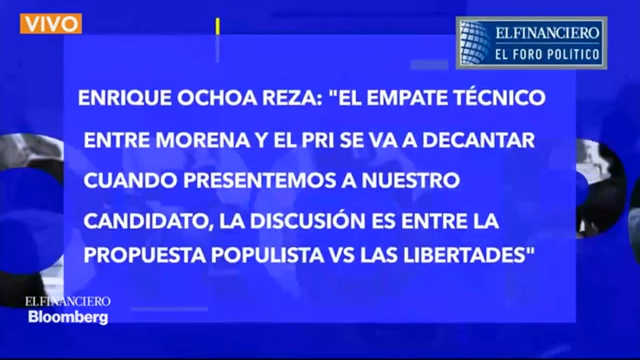 VIVO
EL FINANCIERO
EL FORO POLÍTICO
ENRIQUE OCHOA REZA: "EL EMPATE TÉCNICO
ENTRE MORENA Y EL PRI SE VA A DECANTAR
CUANDO PRESENTEMOS A NUESTRO
CANDIDATO, LA DISCUSIÓN ES ENTRE LA
PROPUESTA POPULISTA VS LAS LIBERTADES"
EL FINANCIERO
Bloomberg